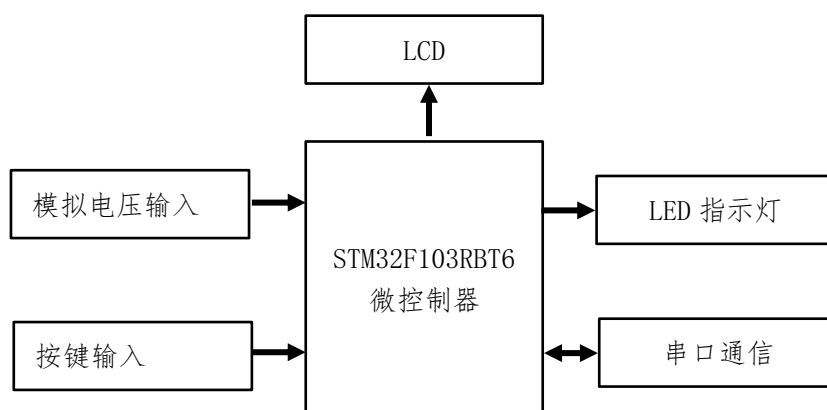 LCD
模拟电压输入
STM32F103RBT6
微控制器
LED 指示灯
按键输入
串口通信